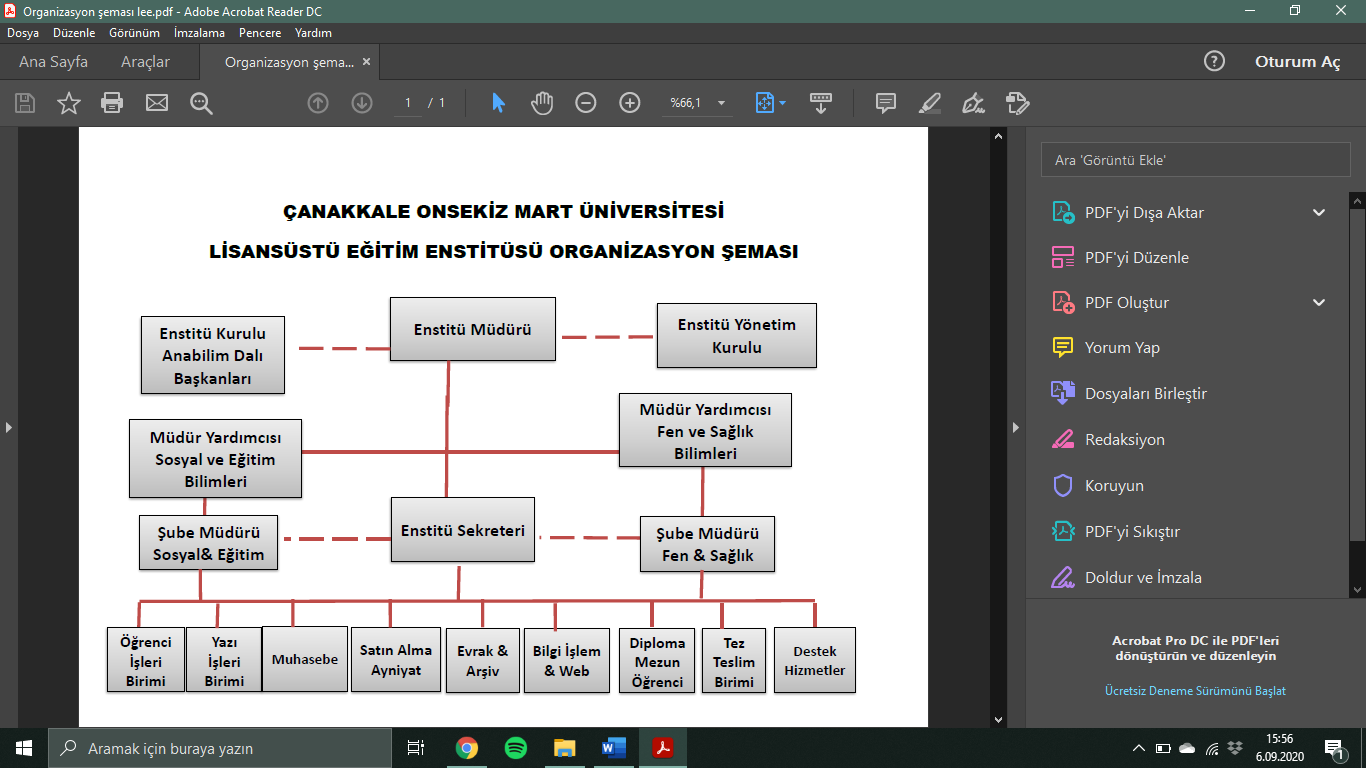 Organizasyon şeması lee.pdf - Adobe Acrobat Reader DC
Dosya Düzenle Görünüm İmzalama Pencere Yardım
Ana Sayfa Araçlar Organizasyon şema... Oturum Aç
1 / 1 %66,1
Ara 'Görüntü Ekle'
PDF'yi Dışa Aktar
PDF'yi Düzenle
PDF Oluştur
Yorum Yap
Dosyaları Birleştir
Redaksiyon
Koruyun
PDF'yi Sıkıştır
Doldur ve İmzala
Acrobat Pro DC ile PDF'leri
dönüştürün ve düzenleyin
Ücretsiz Deneme Sürümünü Başlat
ÇANAKKALE ONSEKİZ MART ÜNİVERSİTESİ
LİSANSÜSTÜ EĞİTİM ENSTİTÜSÜ ORGANİZASYON ŞEMASI
Enstitü Kurulu
Anabilim Dalı
Başkanları
Enstitü Müdürü
Enstitü Yönetim
Kurulu
Müdür Yardımcısı
Sosyal ve Eğitim
Bilimleri
Müdür Yardımcısı
Fen ve Sağlık
Bilimleri
Şube Müdürü
Sosyal& Eğitim
Enstitü Sekreteri
Şube Müdürü
Fen & Sağlık
Öğrenci
İşleri
Birimi
Yazı
İşleri
Birimi
Muhasebe
Satın Alma
Ayniyat
Evrak &
Arşiv
Bilgi İşlem
& Web
Diploma
Mezun
Öğrenci
Tez
Teslim
Birimi
Destek
Hizmetler
Aramak için buraya yazın
15:56
6.09.2020
1